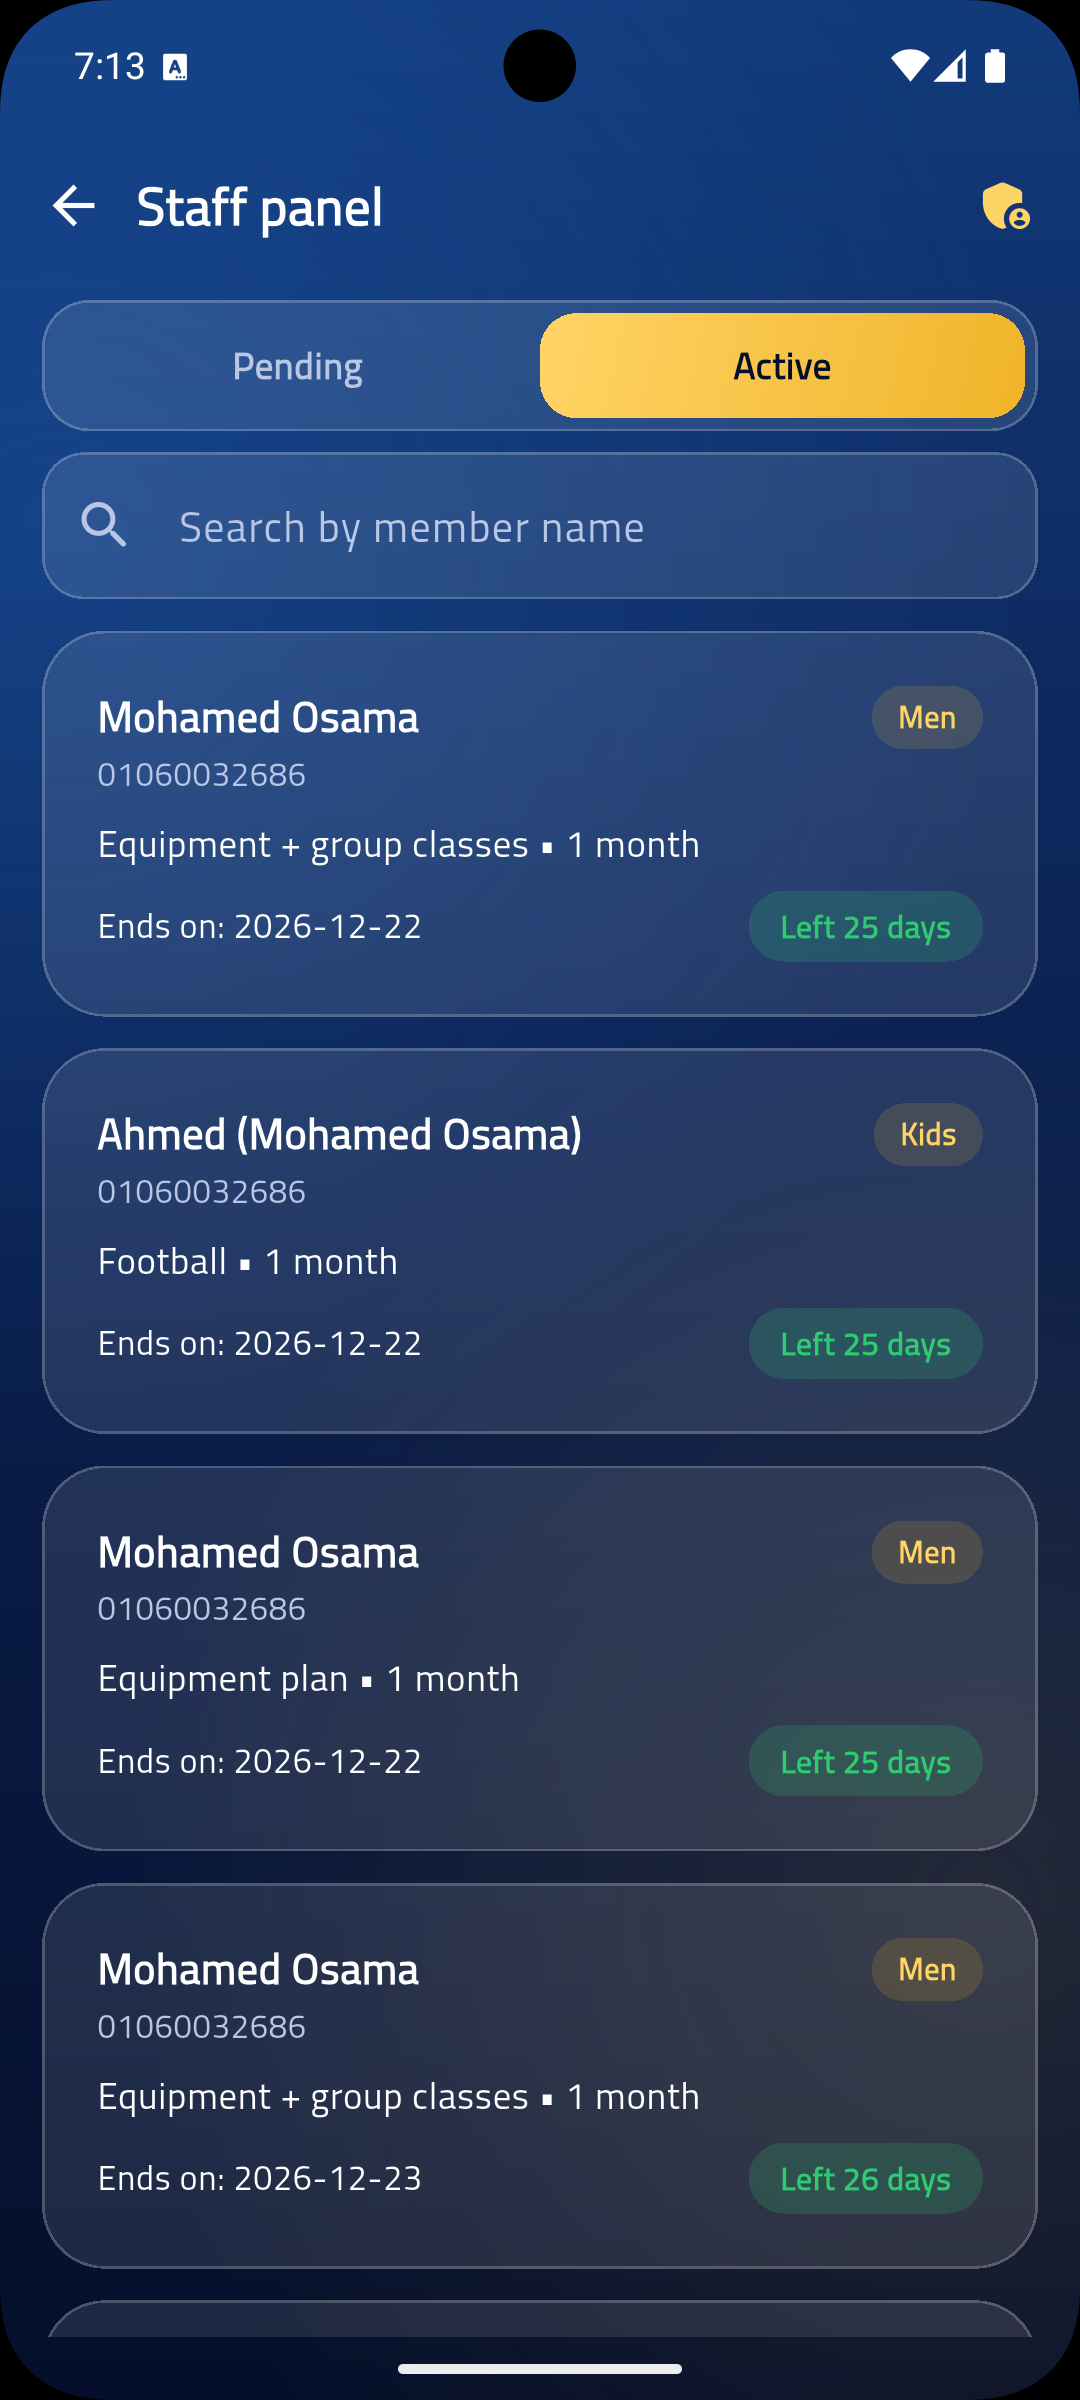 7:13
Staff panel
Pending Active
Search by member name
Mohamed Osama Men
01060032686
Equipment + group classes ▪ 1 month
Ends on: 2026-12-22 Left 25 days
Ahmed (Mohamed Osama) Kids
01060032686
Football ▪ 1 month
Ends on: 2026-12-22 Left 25 days
Mohamed Osama Men
01060032686
Equipment plan ▪ 1 month
Ends on: 2026-12-22 Left 25 days
Mohamed Osama Men
01060032686
Equipment + group classes ▪ 1 month
Ends on: 2026-12-23 Left 26 days